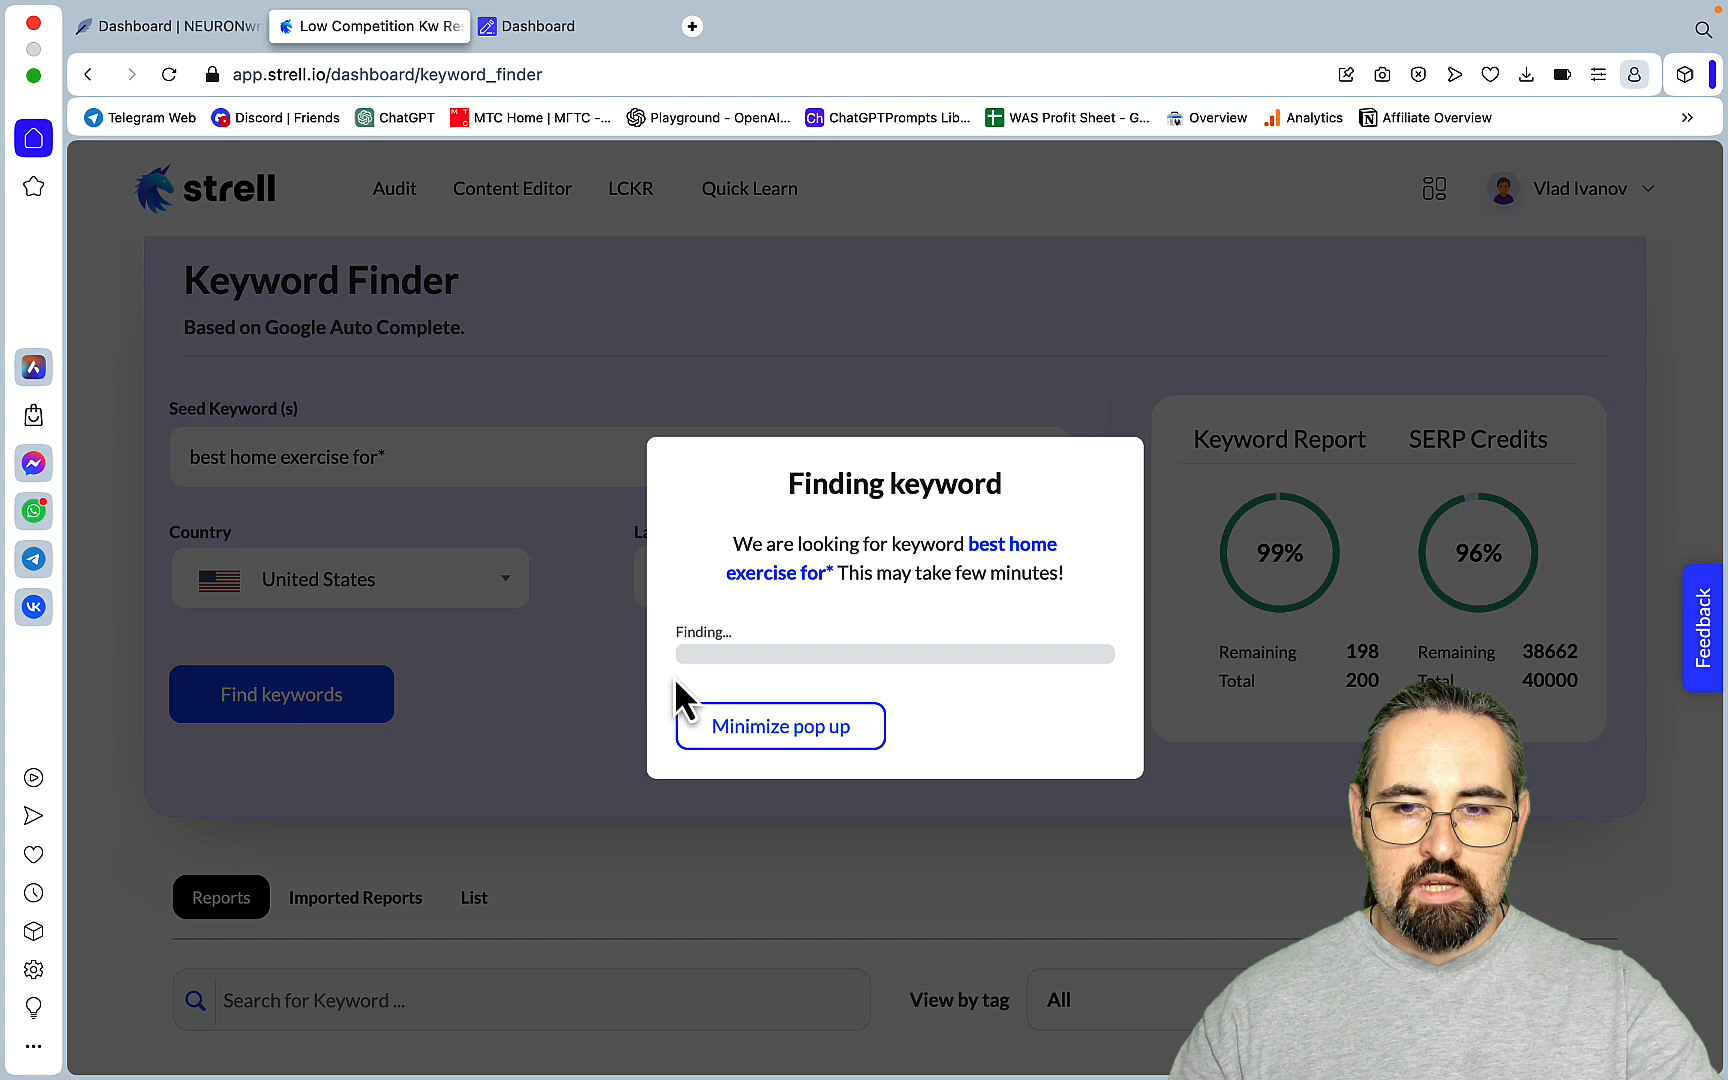 Dashboard | NEURONwr
Low Competition Kw Res
Dashboard
app.strell.io/dashboard/keyword_finder
Telegram Web
Discord | Friends
ChatGPT
MTC Home | МГТС -...
Playground - OpenAI...
Ch ChatGPTPrompts Lib...
WAS Profit Sheet - G...
Overview
Analytics
Affiliate Overview
strell
Audit
Content Editor
LCKR
Quick Learn
Vlad Ivanov
Keyword Finder
Based on Google Auto Complete.
Seed Keyword (s)
best home exercise for*
Keyword Report
SERP Credits
Finding keyword
99%
96%
We are looking for keyword best home
exercise for* This may take few minutes!
Country
La
United States
Finding...
Remaining 198
Remaining 38662
Total 200
Total 40000
Find keywords
Minimize pop up
Feedback
Reports
Imported Reports
List
Search for Keyword ...
View by tag
All